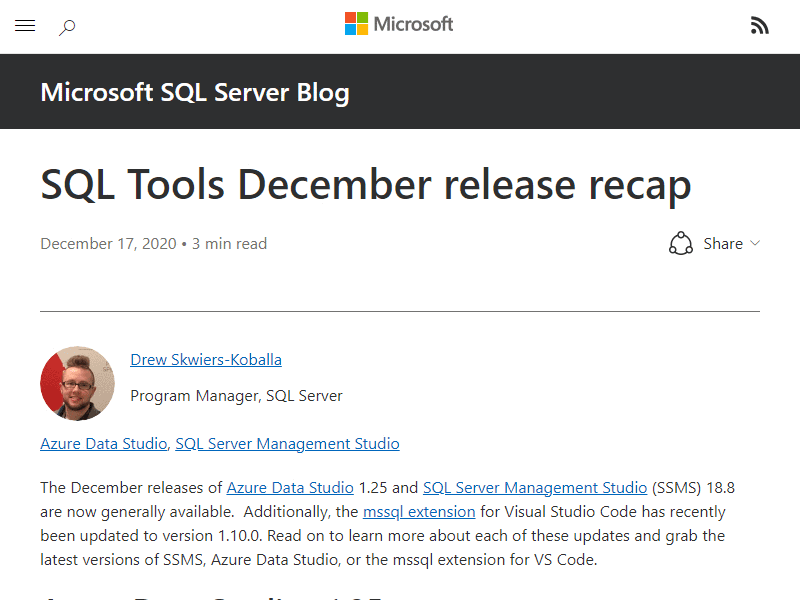 Microsoft
Microsoft SQL Server Blog
SQL Tools December release recap
December 17, 2020 • 3 min read
Share
Drew Skwiers-Koballa
Program Manager, SQL Server
Azure Data Studio, SQL Server Management Studio
The December releases of Azure Data Studio 1.25 and SQL Server Management Studio (SSMS) 18.8
are now generally available.  Additionally, the mssql extension for Visual Studio Code has recently
been updated to version 1.10.0. Read on to learn more about each of these updates and grab the
latest versions of SSMS, Azure Data Studio, or the mssql extension for VS Code.